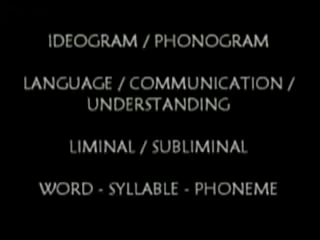 IDEOGRAM / PHONOGRAM
LANGUAGE / COMMUNICATION /
UNDERSTANDING
LIMINAL / SUBLIMINAL
WORD - SYLLABLE - PHONEME